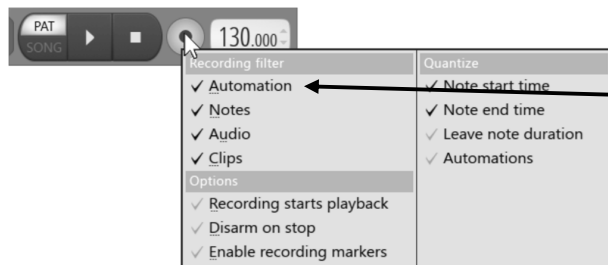 PAT
SONG
130.000
Recording filter
Automation
Notes
Audio
Clips
Options
Recording starts playback
Disarm on stop
Enable recording markers
Quantize
Note start time
Note end time
Leave note duration
Automations